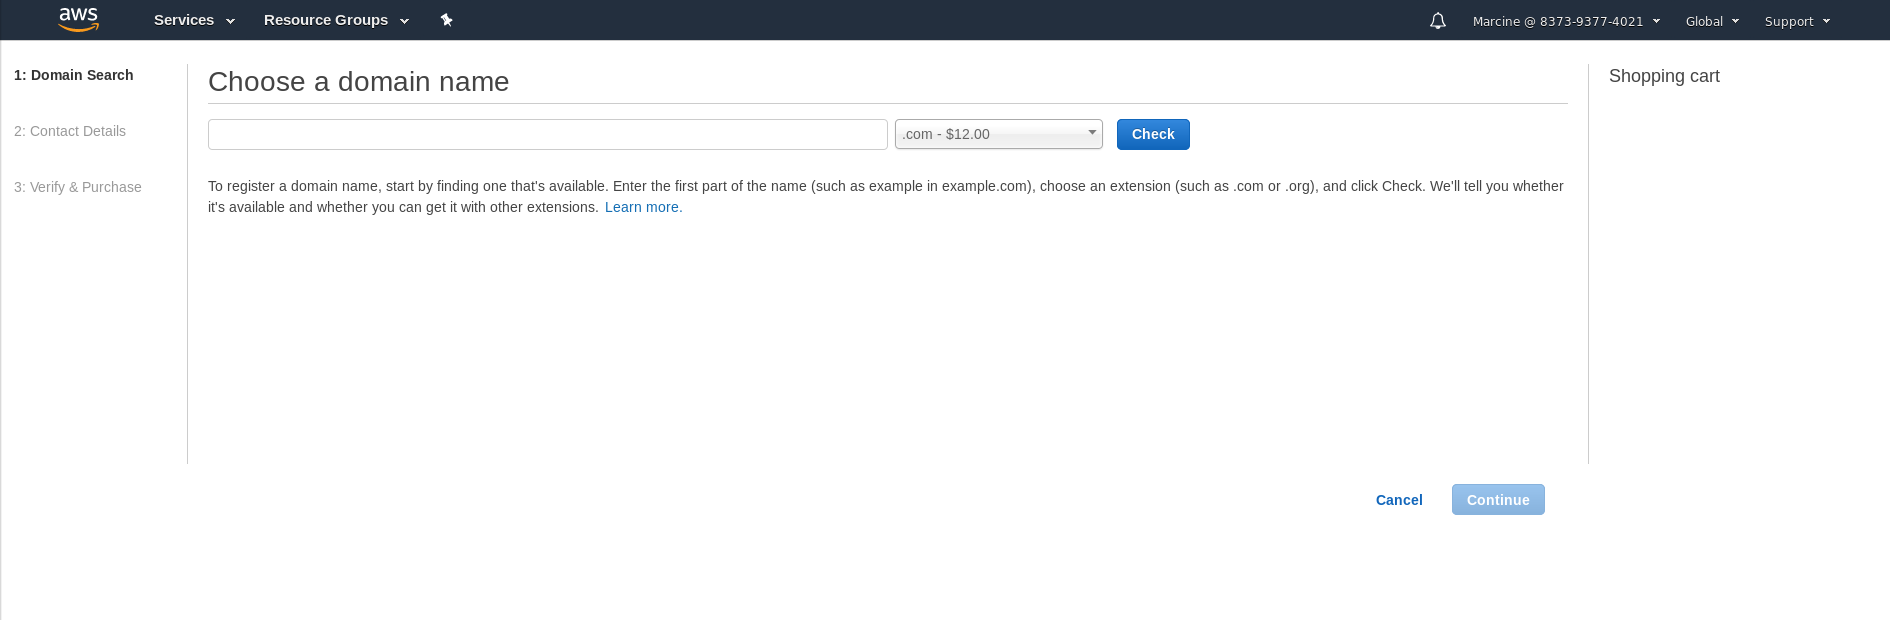 aws Services Resource Groups Marcine @ 8373-9377-4021 Global Support
1: Domain Search
2: Contact Details
3: Verify & Purchase
Choose a domain name
.com - $12.00 Check
To register a domain name, start by finding one that's available. Enter the first part of the name (such as example in example.com), choose an extension (such as .com or .org), and click Check. We'll tell you whether
it's available and whether you can get it with other extensions. Learn more.
Cancel Continue
Shopping cart